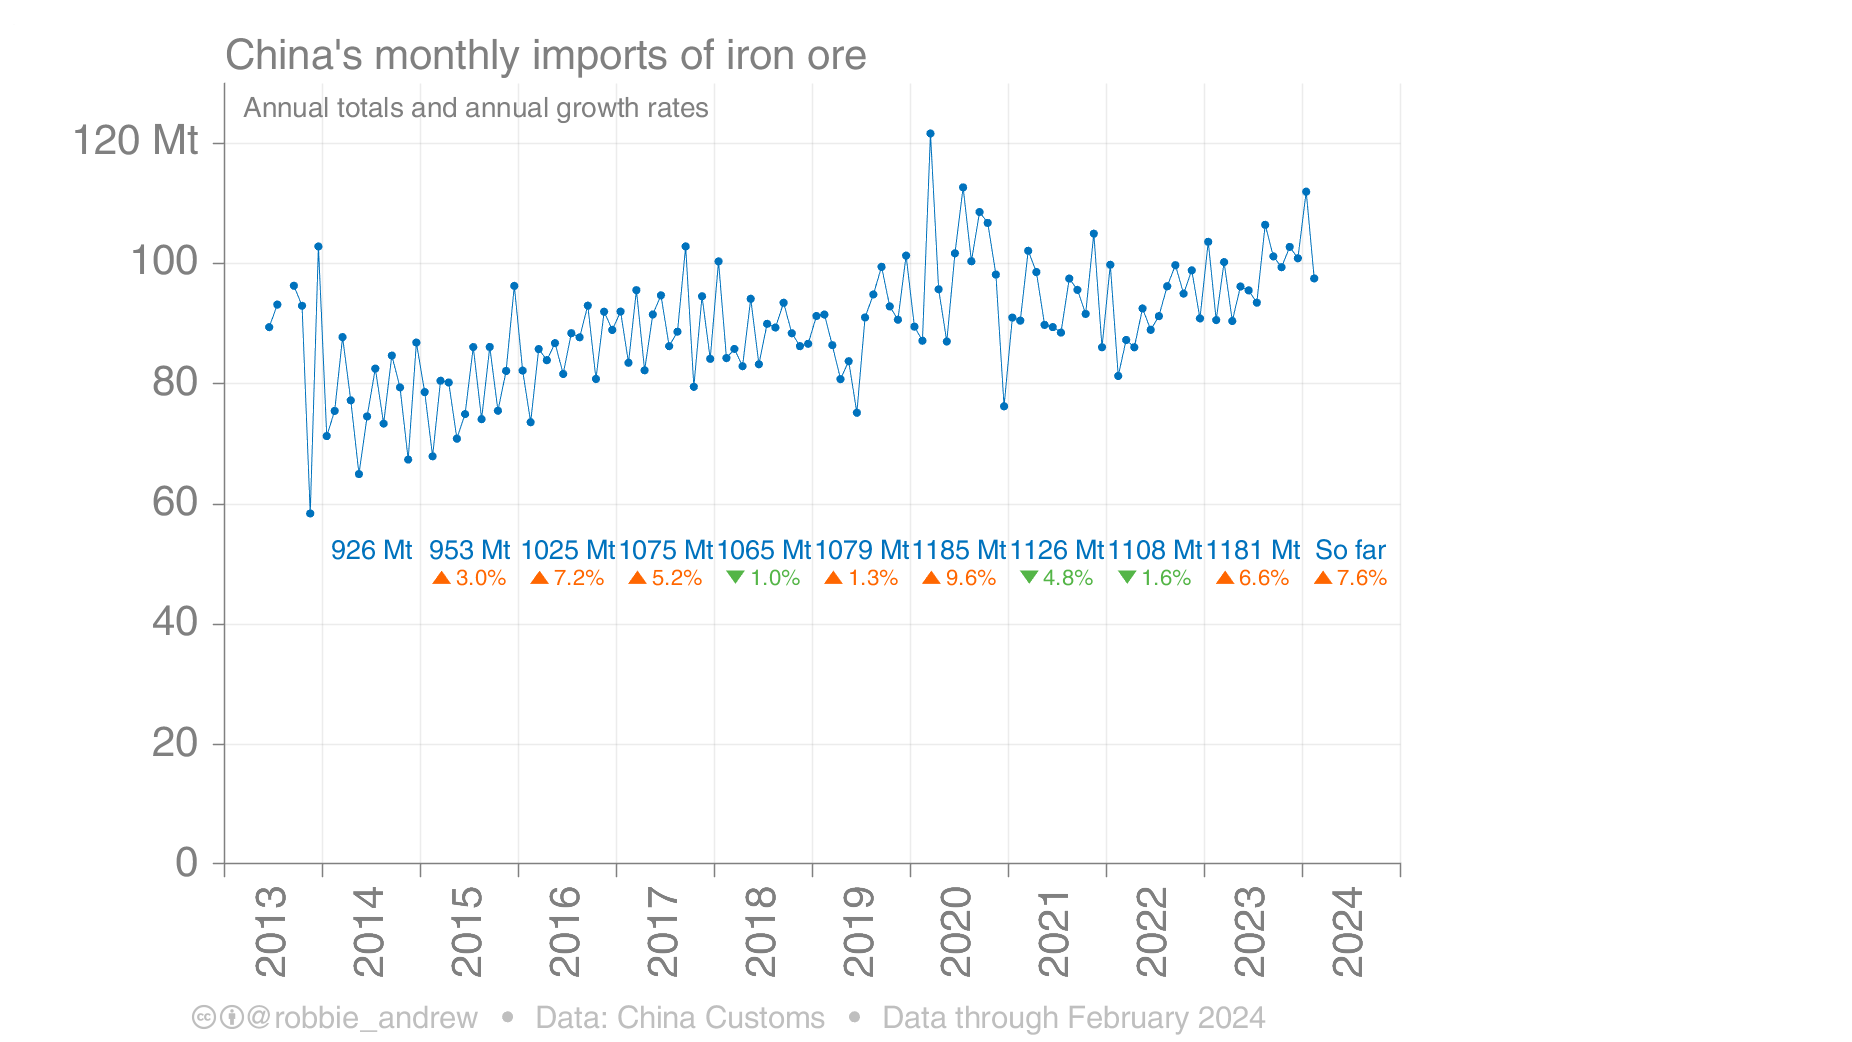 China's monthly imports of iron ore
Annual totals and annual growth rates
120 Mt
100
80
60
40
20
0
926 Mt 953 Mt 1025 Mt 1075 Mt 1065 Mt 1079 Mt 1185 Mt 1126 Mt 1108 Mt 1181 Mt So far
▲ 3.0% ▲ 7.2% ▲ 5.2% ▼ 1.0% ▲ 1.3% ▲ 9.6% ▼ 4.8% ▼ 1.6% ▲ 6.6% ▲ 7.6%
2013 2014 2015 2016 2017 2018 2019 2020 2021 2022 2023 2024
cc @robbie_andrew • Data: China Customs • Data through February 2024